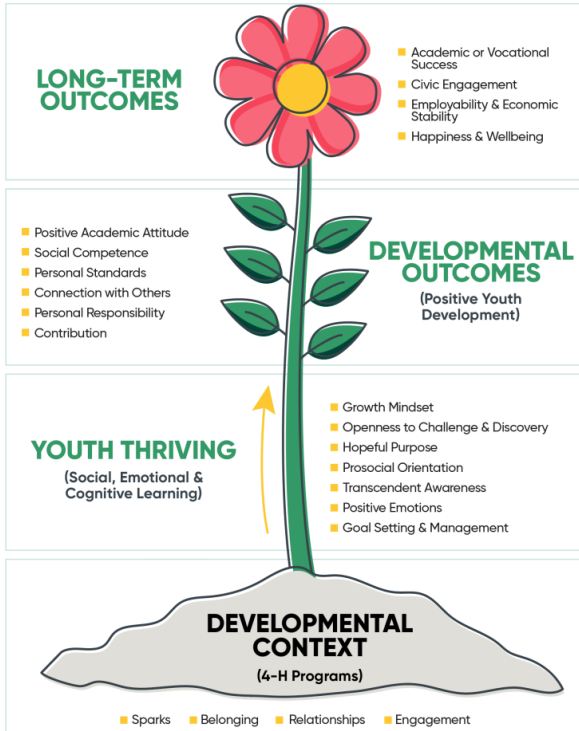 LONG-TERM
OUTCOMES
Academic or Vocational
Success
Civic Engagement
Employability & Economic
Stability
Happiness & Wellbeing
Positive Academic Attitude
Social Competence
Personal Standards
Connection with Others
Personal Responsibility
Contribution
DEVELOPMENTAL
OUTCOMES
(Positive Youth
Development)
YOUTH THRIVING
(Social, Emotional &
Cognitive Learning)
Growth Mindset
Openness to Challenge & Discovery
Hopeful Purpose
Prosocial Orientation
Transcendent Awareness
Positive Emotions
Goal Setting & Management
DEVELOPMENTAL
CONTEXT
(4-H Programs)
Sparks Belonging Relationships Engagement